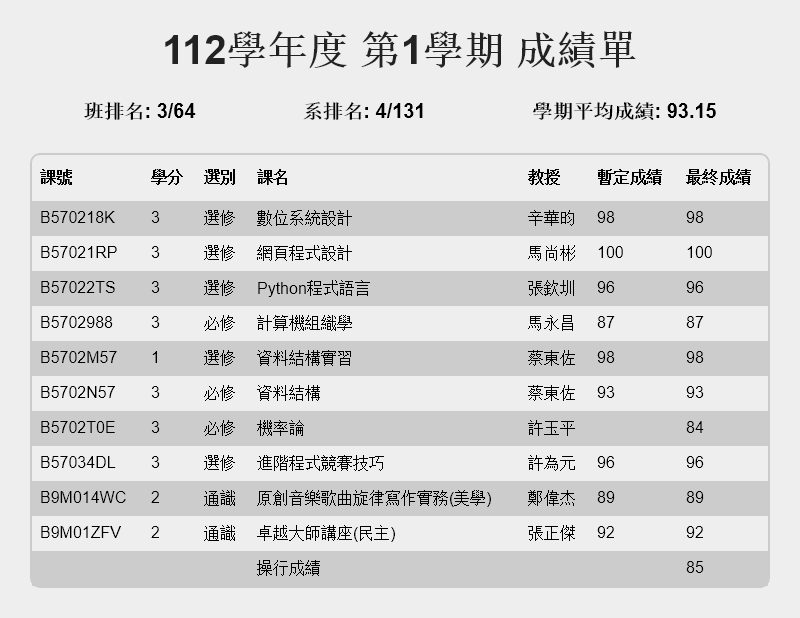 112學年度 第1學期 成績單
班排名: 3/64 系排名: 4/131 學期平均成績: 93.15
課號 學分 選別 課名 教授 暫定成績 最終成績
B570218K 3 選修 數位系統設計 辛華昀 98 98
B57021RP 3 選修 網頁程式設計 馬尚彬 100 100
B57022TS 3 選修 Python程式語言 張欽圳 96 96
B5702988 3 必修 計算機組織學 馬永昌 87 87
B5702M57 1 選修 資料結構實習 蔡東佐 98 98
B5702N57 3 必修 資料結構 蔡東佐 93 93
B5702T0E 3 必修 機率論 許玉平 84
B57034DL 3 選修 進階程式競賽技巧 許為元 96 96
B9M014WC 2 通識 原創音樂歌曲旋律寫作實務(美學) 鄭偉杰 89 89
B9M01ZFV 2 通識 卓越大師講座(民主) 張正傑 92 92
操行成績 85